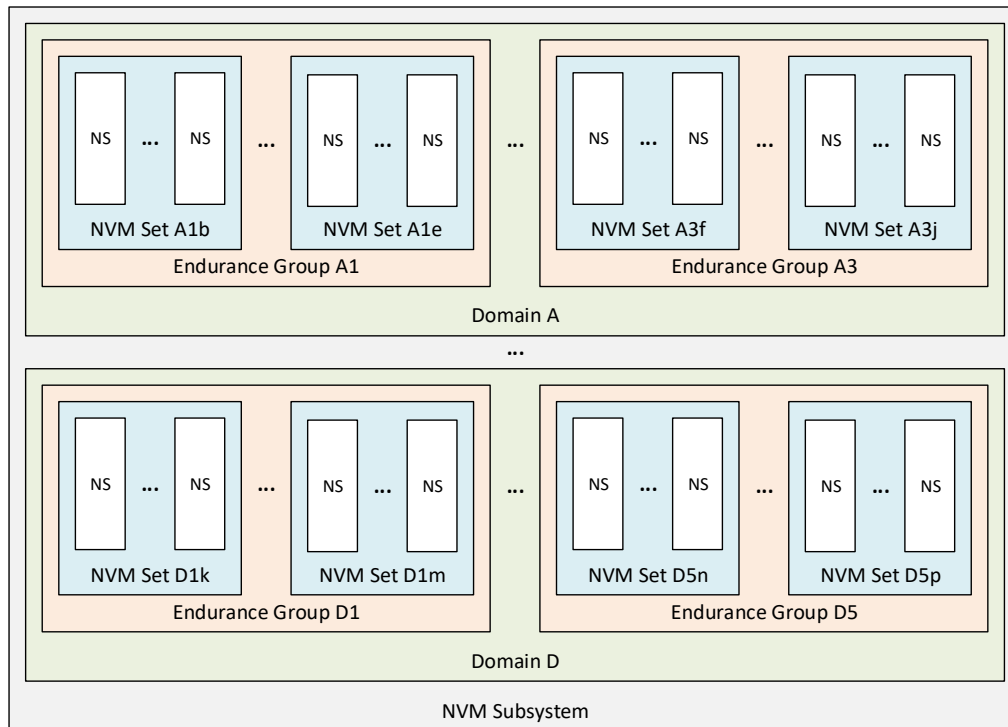 NS ... NS ... NS ... NS ... NS ... NS ... NS ... NS
NVM Set A1b NVM Set A1e NVM Set A3f NVM Set A3j
Endurance Group A1 Endurance Group A3
Domain A
...
NS ... NS ... NS ... NS ... NS ... NS ... NS ... NS
NVM Set D1k NVM Set D1m NVM Set D5n NVM Set D5p
Endurance Group D1 Endurance Group D5
Domain D
NVM Subsystem